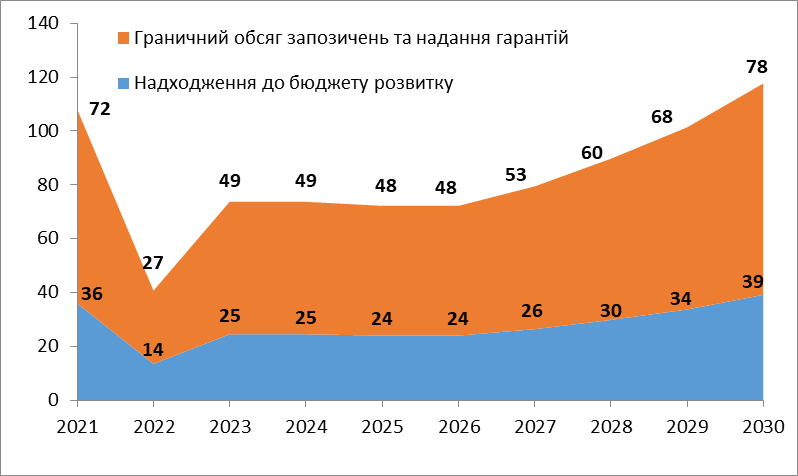 140
120
100
80
60
40
20
0
Граничний обсяг запозичень та надання гарантій
Надходження до бюджету розвитку
72 27 49 49 48 48 53 60 68 78
36 14 25 25 24 24 26 30 34 39
2021 2022 2023 2024 2025 2026 2027 2028 2029 2030